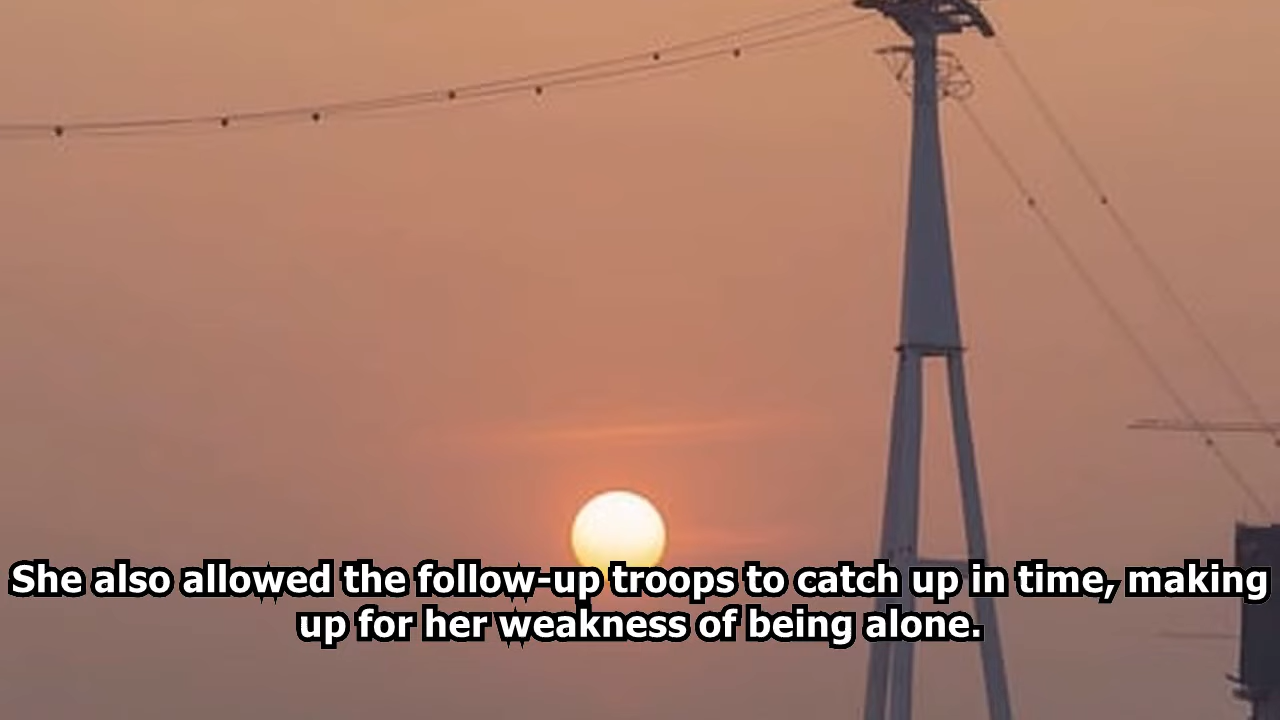 She also allowed the follow-up troops to catch up in time, making
up for her weakness of being alone.